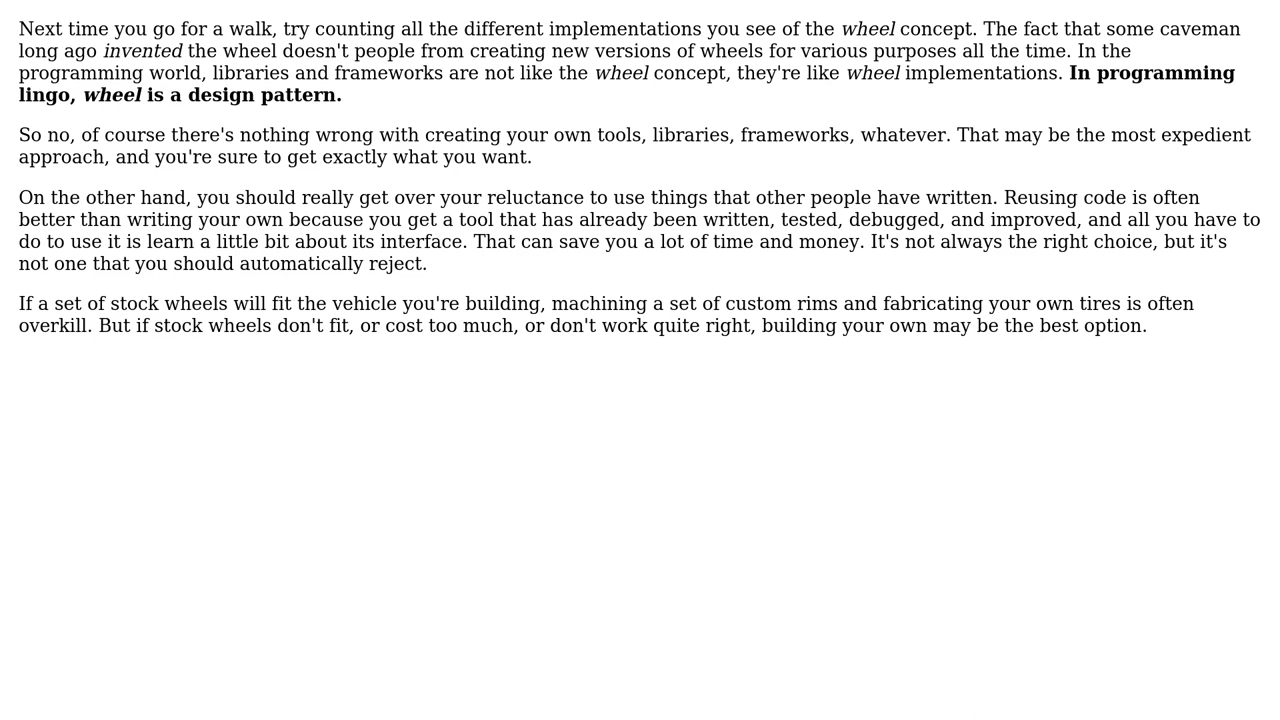 Next time you go for a walk, try counting all the different implementations you see of the wheel concept. The fact that some caveman
long ago invented the wheel doesn't people from creating new versions of wheels for various purposes all the time. In the
programming world, libraries and frameworks are not like the wheel concept, they're like wheel implementations. In programming
lingo, wheel is a design pattern.
So no, of course there's nothing wrong with creating your own tools, libraries, frameworks, whatever. That may be the most expedient
approach, and you're sure to get exactly what you want.
On the other hand, you should really get over your reluctance to use things that other people have written. Reusing code is often
better than writing your own because you get a tool that has already been written, tested, debugged, and improved, and all you have to
do to use it is learn a little bit about its interface. That can save you a lot of time and money. It's not always the right choice, but it's
not one that you should automatically reject.
If a set of stock wheels will fit the vehicle you're building, machining a set of custom rims and fabricating your own tires is often
overkill. But if stock wheels don't fit, or cost too much, or don't work quite right, building your own may be the best option.